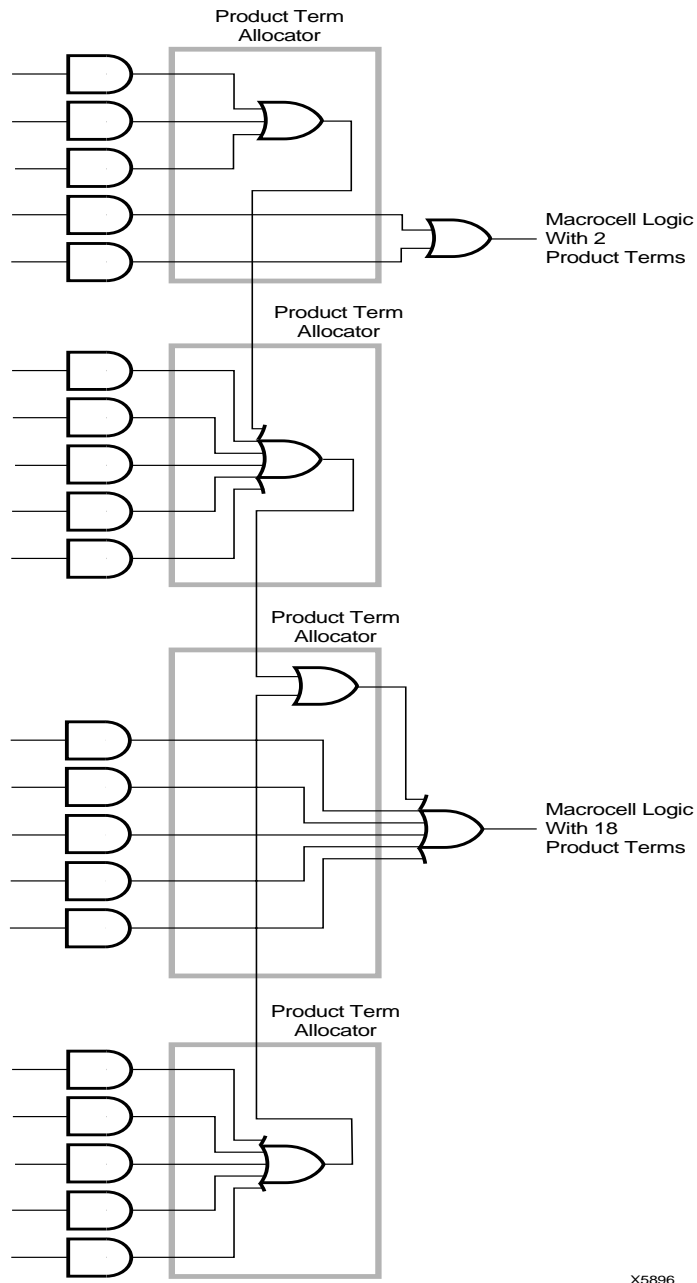 Product Term
Allocator
Macrocell Logic
With 2
Product Terms
Product Term
Allocator
Product Term
Allocator
Macrocell Logic
With 18
Product Terms
Product Term
Allocator
X5896